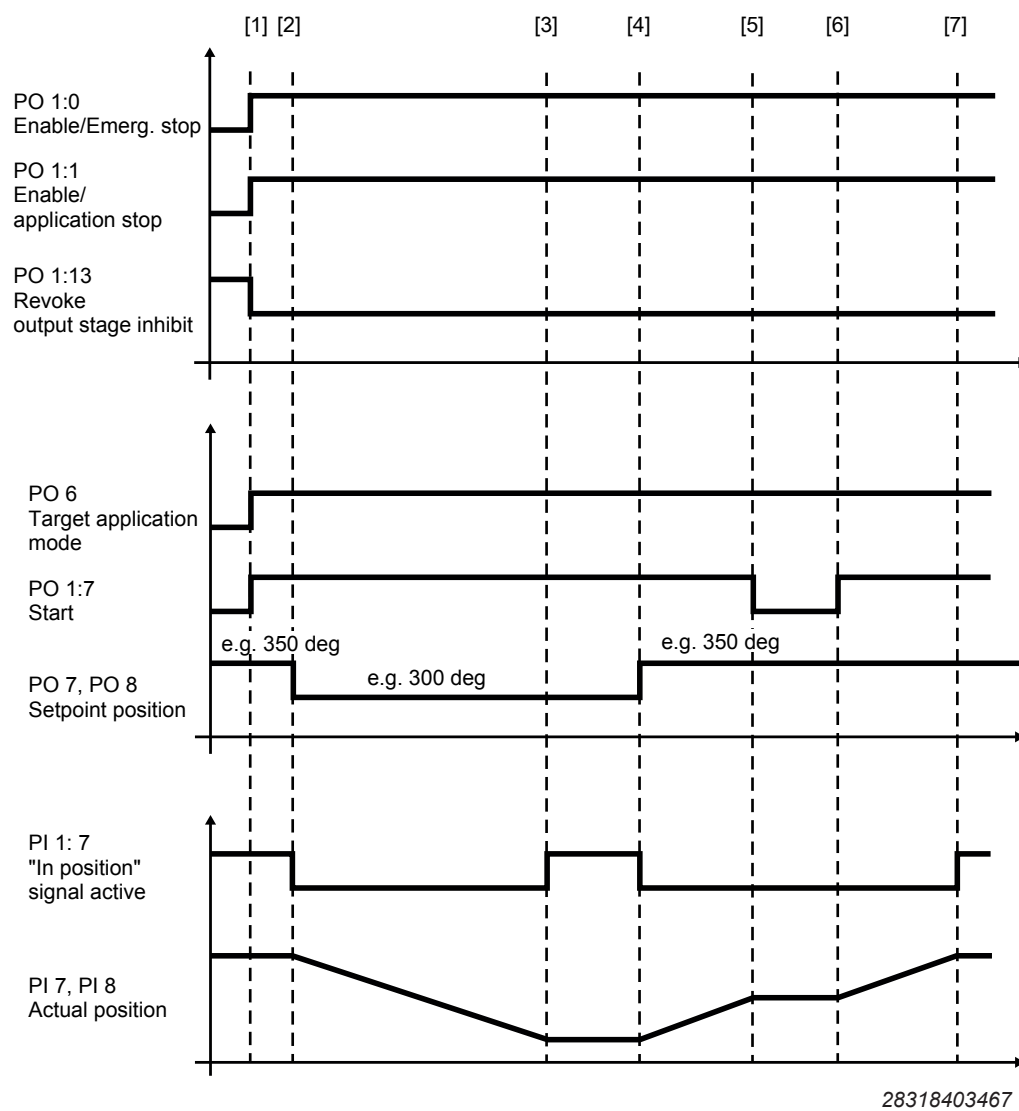 [1] [2] [3] [4] [5] [6] [7]
PO 1:0
Enable/Emerg. stop
PO 1:1
Enable/
application stop
PO 1:13
Revoke
output stage inhibit
PO 6
Target application
mode
PO 1:7
Start
e.g. 350 deg
e.g. 300 deg
e.g. 350 deg
PO 7, PO 8
Setpoint position
PI 1: 7
"In position"
signal active
PI 7, PI 8
Actual position
28318403467